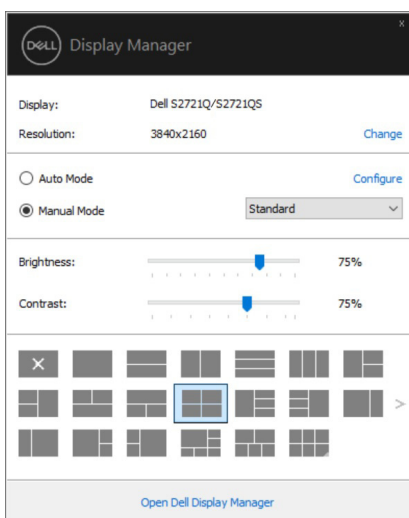 x
DELL Display Manager
Display: Dell S2721Q/S2721QS
Resolution: 3840x2160 Change
Auto Mode Configure
Manual Mode Standard
Brightness: 75%
Contrast: 75%
Open Dell Display Manager